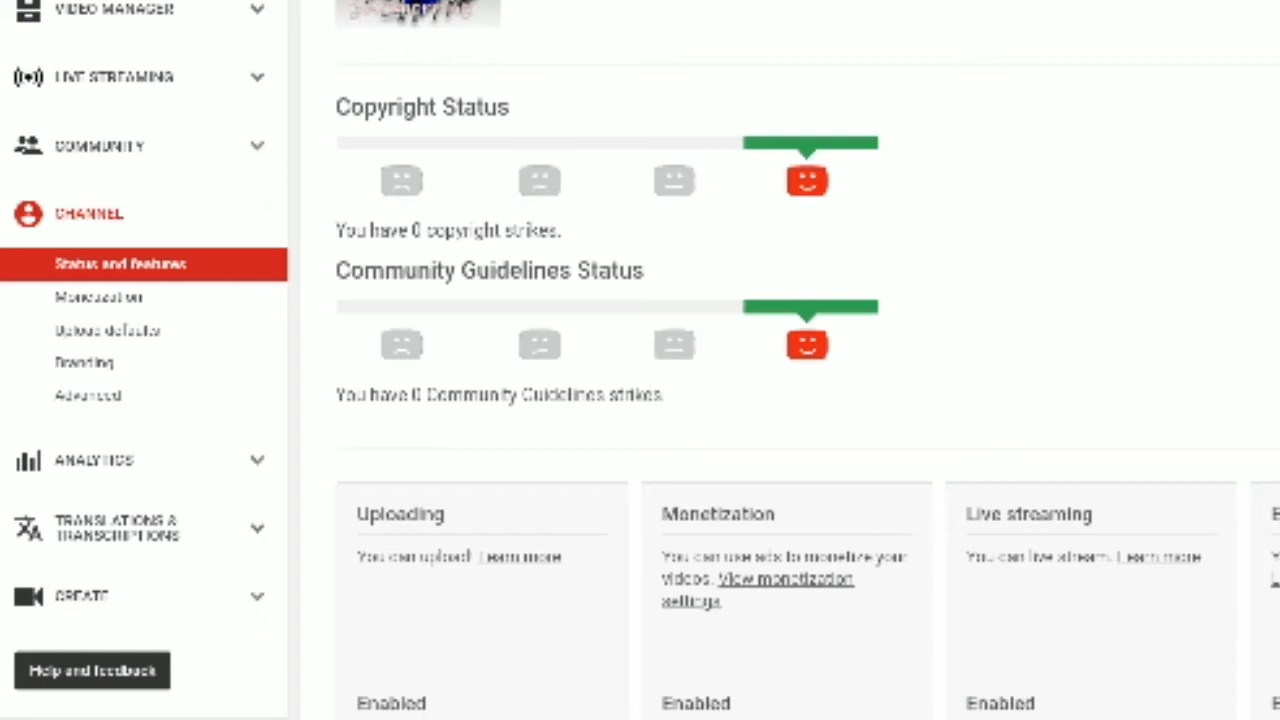 VIDEO MANAGER
LIVE STREAMING
COMMUNITY
CHANNEL
Status and features
Monetization
Upload defaults
Branding
Advanced
ANALYTICS
TRANSLATIONS &
TRANSCRIPTIONS
CREATE
Help and feedback
Copyright Status
You have 0 copyright strikes.
Community Guidelines Status
You have 0 Community Guidelines strikes.
Uploading
You can upload. Learn more
Enabled
Monetization
You can use ads to monetize your
videos. View monetization
settings.
Enabled
Live streaming
You can live stream. Learn more
Enabled